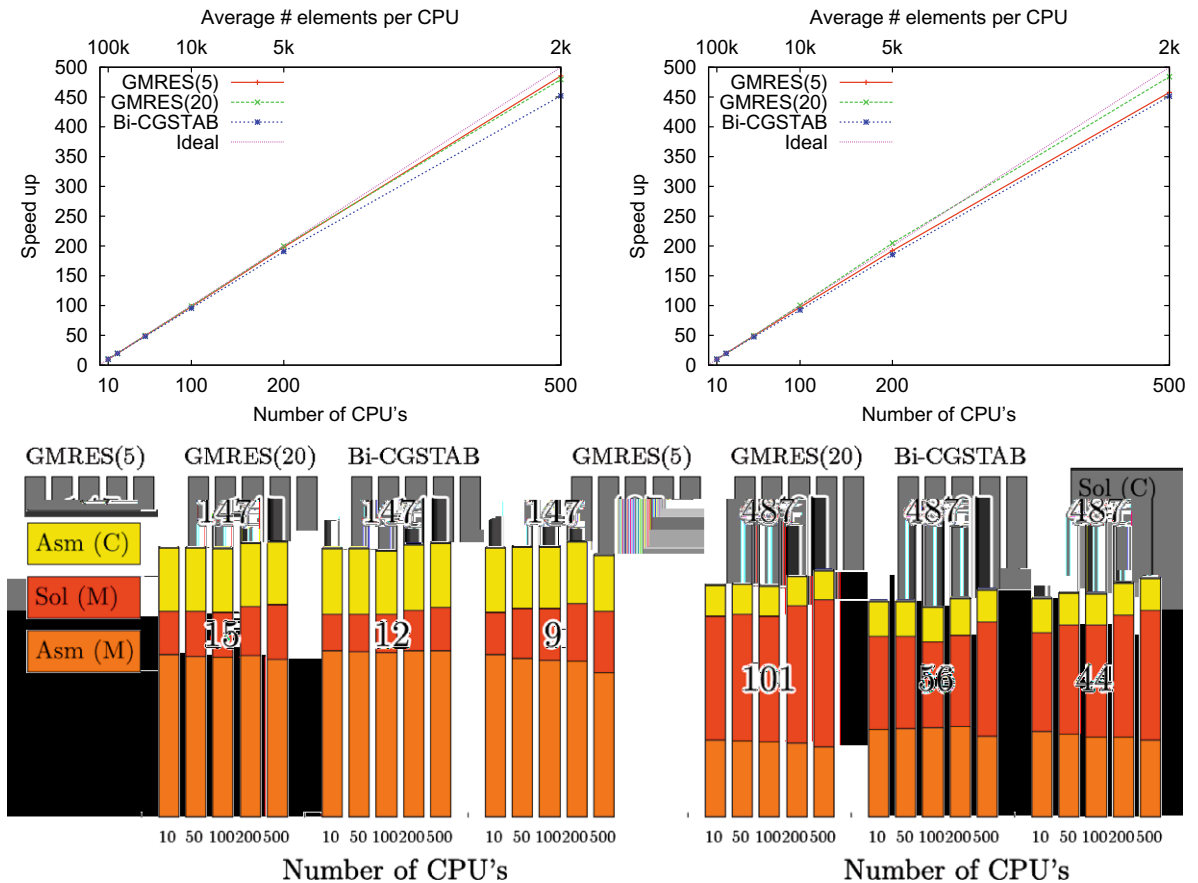 Average # elements per CPU
100k 10k 5k 2k
500
450
400
350
300
250
200
150
100
50
0
Speed up
GMRES(5)
GMRES(20)
Bi-CGSTAB
Ideal
10 100 200 500
Number of CPU's
Average # elements per CPU
100k 10k 5k 2k
500
450
400
350
300
250
200
150
100
50
0
Speed up
GMRES(5)
GMRES(20)
Bi-CGSTAB
Ideal
10 100 200 500
Number of CPU's
GMRES(5) GMRES(20) Bi-CGSTAB
147 147 147
Asm (C)
Sol (M)
Asm (M)
15 12 9
10 50 100 200 500 10 50 100 200 500 10 50 100 200 500
Number of CPU's
GMRES(5) GMRES(20) Bi-CGSTAB
Sol (C)
487 487 487
101 56 44
10 50 100 200 500 10 50 100 200 500 10 50 100 200 500
Number of CPU's